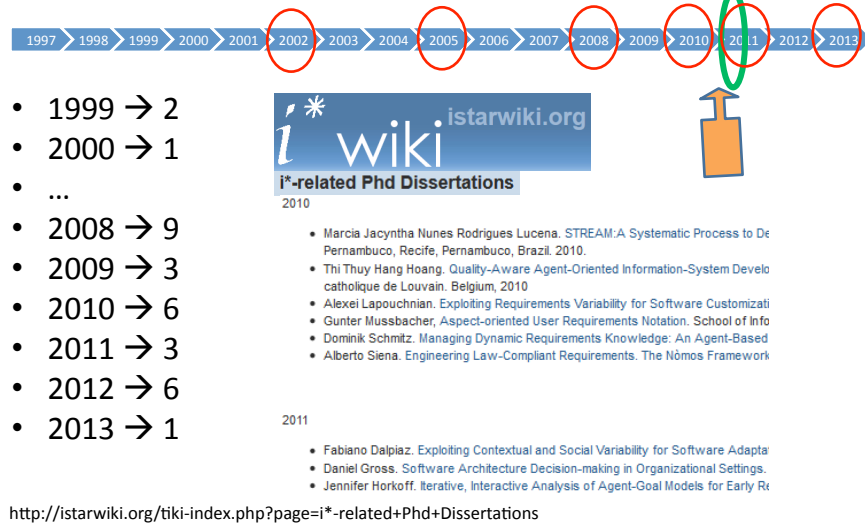 1997 1998 1999 2000 2001 2002 2003 2004 2005 2006 2007 2008 2009 2010 2011 2012 2013
• 1999 → 2
• 2000 → 1
• ...
• 2008 → 9
• 2009 → 3
• 2010 → 6
• 2011 → 3
• 2012 → 6
• 2013 → 1
i* wiki istarwiki.org
i*-related Phd Dissertations
2010
• Marcia Jacyntha Nunes Rodrigues Lucena. STREAM:A Systematic Process to De
Pernambuco, Recife, Pernambuco, Brazil. 2010.
• Thi Thuy Hang Hoang. Quality-Aware Agent-Oriented Information-System Develo
catholique de Louvain. Belgium, 2010
• Alexei Lapouchnian. Exploiting Requirements Variability for Software Customizati
• Gunter Mussbacher, Aspect-oriented User Requirements Notation. School of Info
• Dominik Schmitz. Managing Dynamic Requirements Knowledge: An Agent-Based
• Alberto Siena. Engineering Law-Compliant Requirements. The Nòmos Framework
2011
• Fabiano Dalpiaz. Exploiting Contextual and Social Variability for Software Adapta
• Daniel Gross. Software Architecture Decision-making in Organizational Settings.
• Jennifer Horkoff. Iterative, Interactive Analysis of Agent-Goal Models for Early Re
http://istarwiki.org/tiki-index.php?page=i*-related+Phd+Dissertations